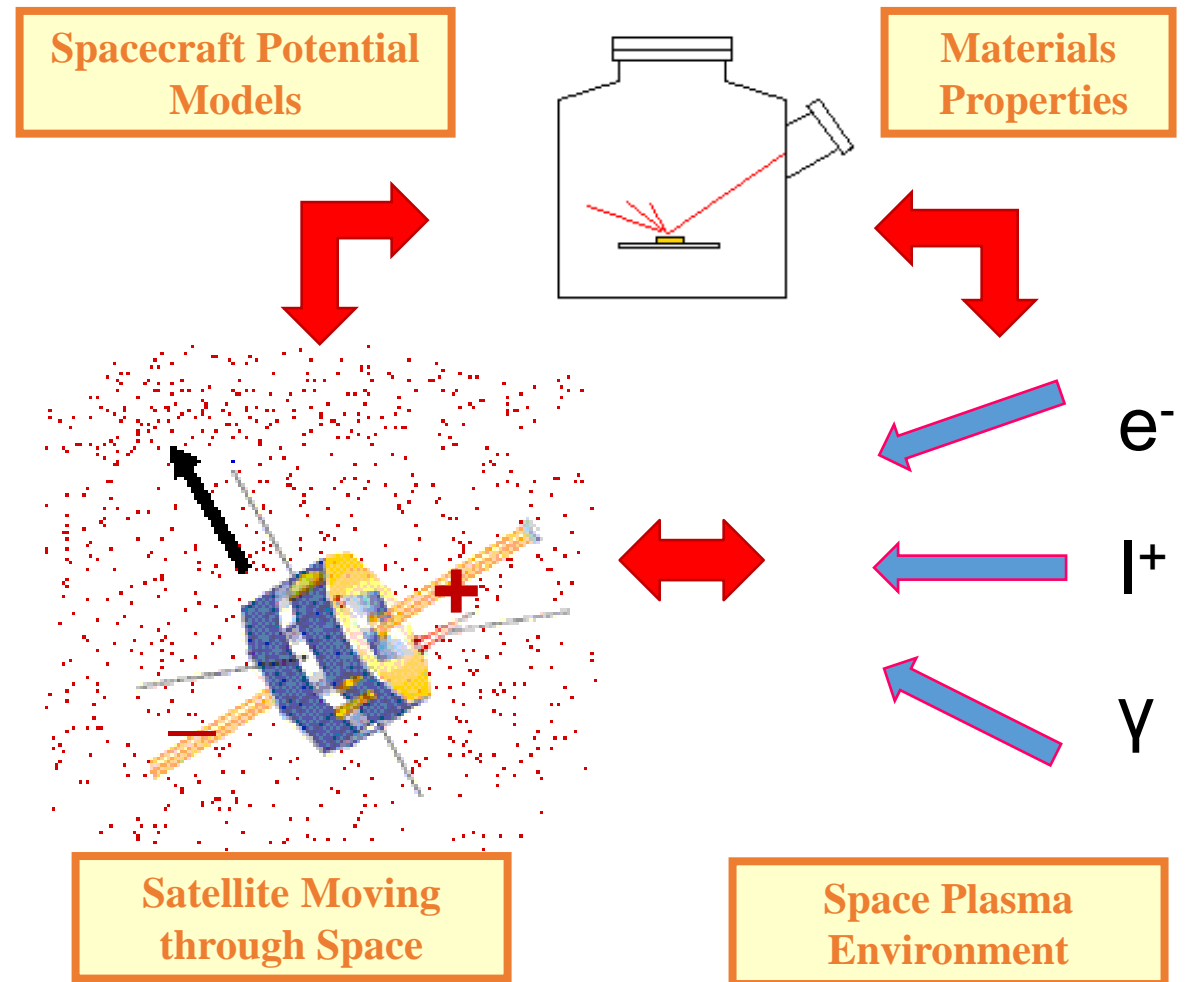 Spacecraft Potential
Models
Materials
Properties
e-
I+
γ
+
–
Satellite Moving
through Space
Space Plasma
Environment